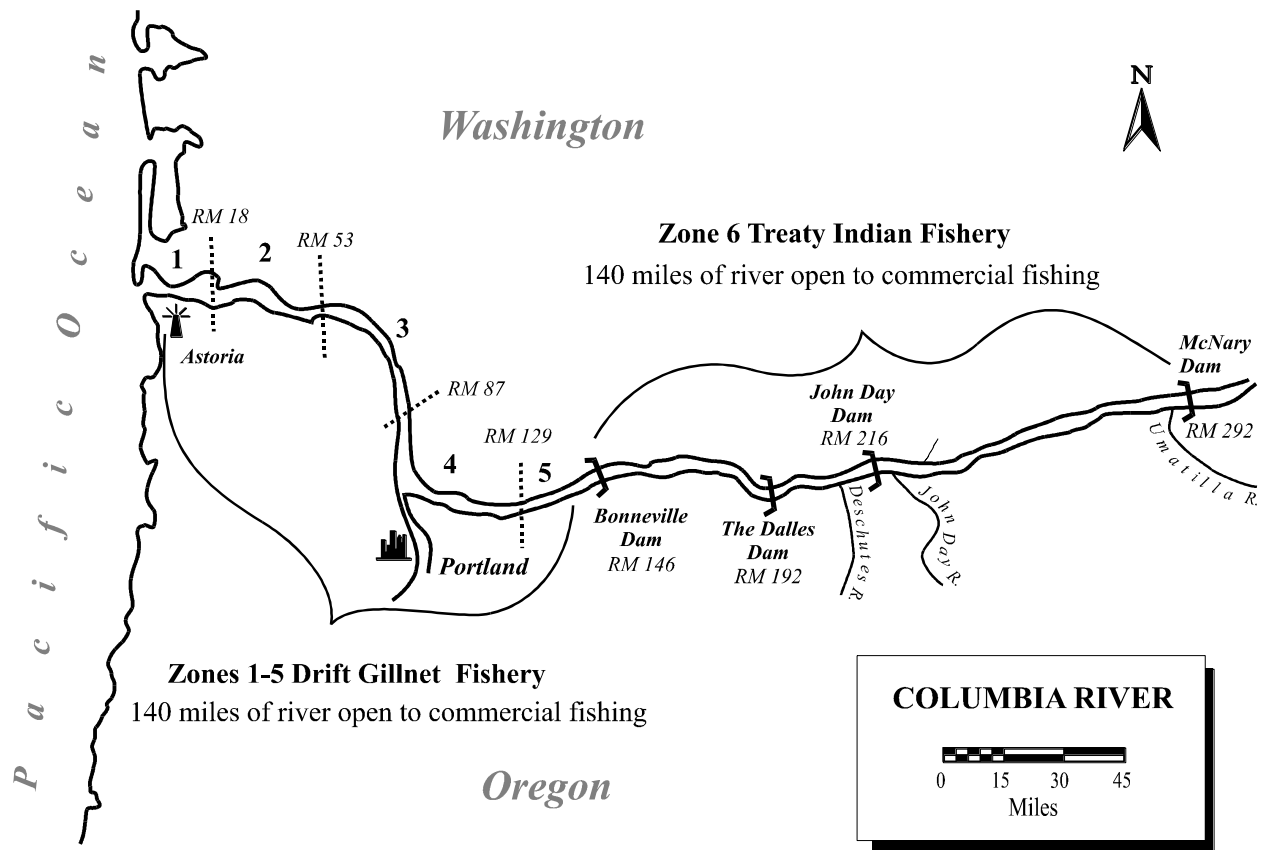 Pacific Ocean
Washington
N
RM 18
1
2
RM 53
3
Astoria
RM 87
Zone 6 Treaty Indian Fishery
140 miles of river open to commercial fishing
McNary
Dam
RM 292
John Day
Dam
RM 216
RM 129
4
5
Umatilla R.
Bonneville
Dam
RM 146
The Dalles
Dam
RM 192
Deschutes R.
John Day R.
Portland
Zones 1-5 Drift Gillnet Fishery
140 miles of river open to commercial fishing
Oregon
COLUMBIA RIVER
0 15 30 45
Miles